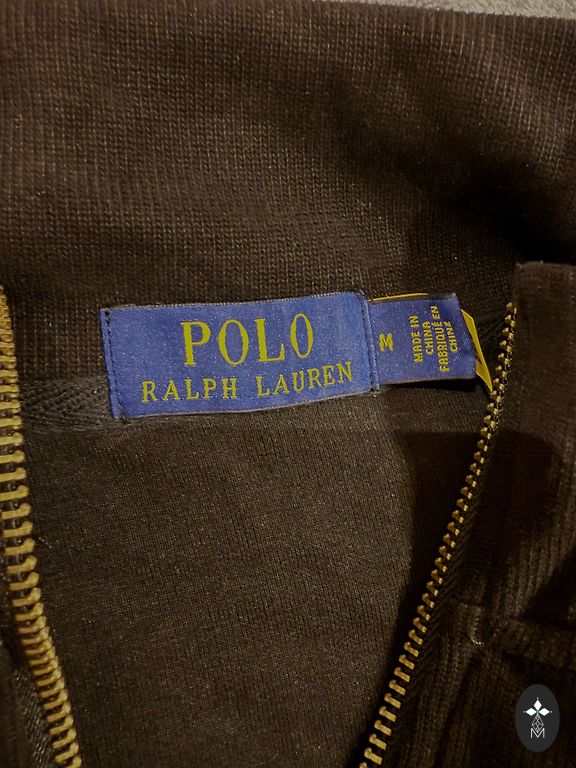 POLO
RALPH LAUREN
M
MADE IN
CHINA
FABRIQUÉ EN
CHINE